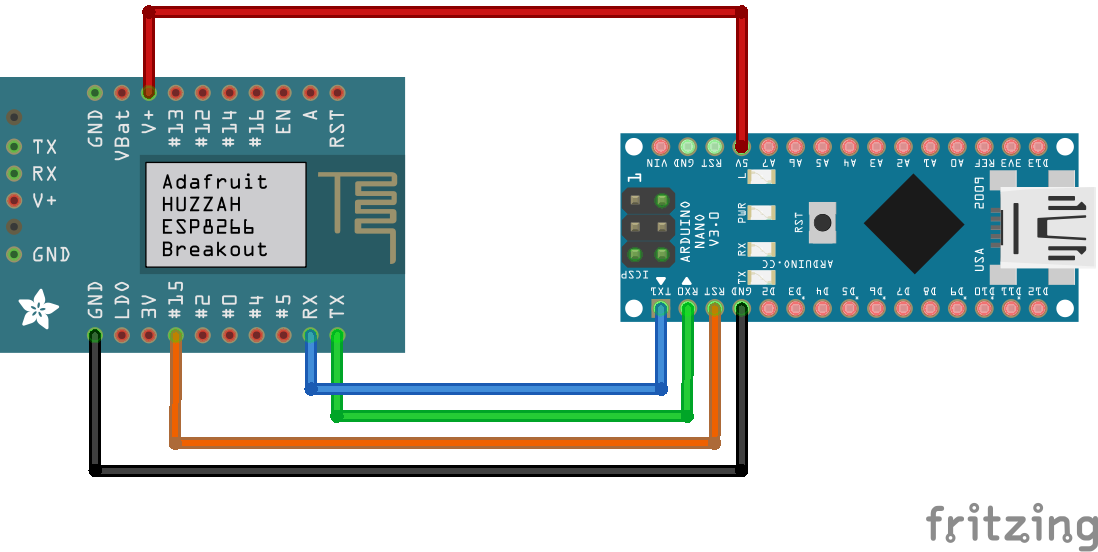 GND VBat V+ #13 #12 #14 #16 EN A RST
TX
RX
V+
GND
Adafruit
HUZZAH
ESP8266
Breakout
GND LDO 3V #15 #2 #0 #4 #5 RX TX
VIN GND RST 5V A7 A6 A5 A4 A3 A2 A1 A0 REF 3V3 D13
1
L
PWR
RX
TX
ARDUINO
NANO
V3.0
RST
ICSP
ARDUINO.CC
2009
USA
TX1 RX0 RST GND D2 D3 D4 D5 D6 D7 D8 D9 D10 D11 D12
fritzing